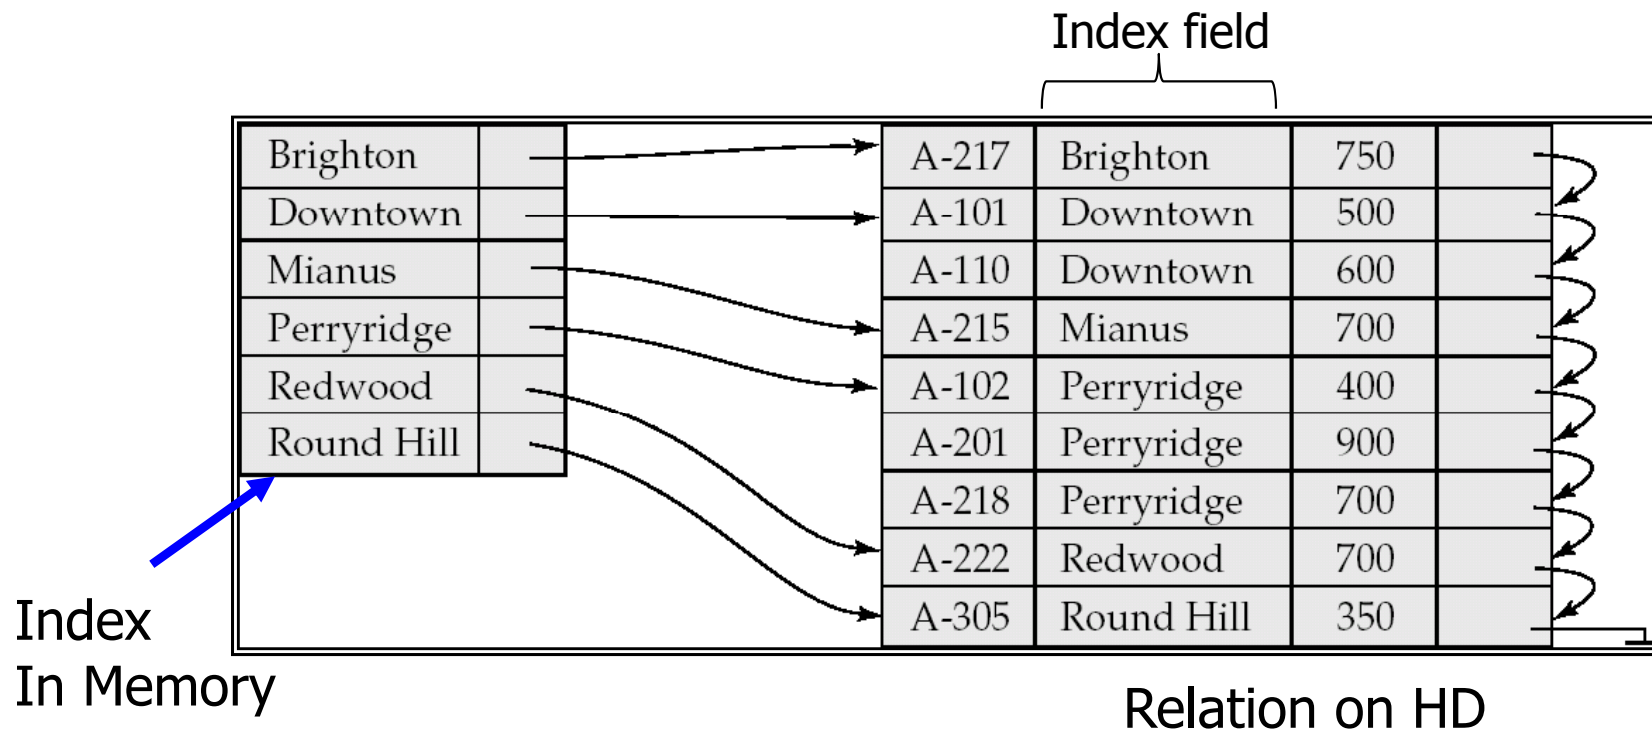 Index field
Brighton
Downtown
Mianus
Perryridge
Redwood
Round Hill
A-217 Brighton 750
A-101 Downtown 500
A-110 Downtown 600
A-215 Mianus 700
A-102 Perryridge 400
A-201 Perryridge 900
A-218 Perryridge 700
A-222 Redwood 700
A-305 Round Hill 350
Index
In Memory
Relation on HD